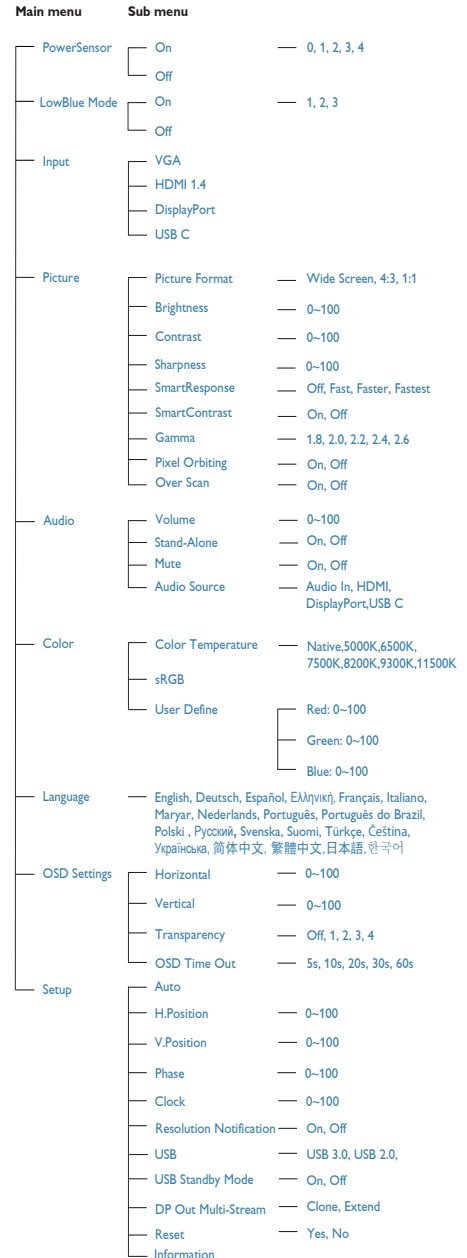 Main menu Sub menu
PowerSensor On 0, 1, 2, 3, 4
Off
LowBlue Mode On 1, 2, 3
Off
Input VGA
HDMI 1.4
DisplayPort
USB C
Picture Picture Format Wide Screen, 4:3, 1:1
Brightness 0~100
Contrast 0~100
Sharpness 0~100
SmartResponse Off, Fast, Faster, Fastest
SmartContrast On, Off
Gamma 1.8, 2.0, 2.2, 2.4, 2.6
Pixel Orbiting On, Off
Over Scan On, Off
Audio Volume 0~100
Stand-Alone On, Off
Mute On, Off
Audio Source Audio In, HDMI,
DisplayPort,USB C
Color Color Temperature Native,5000K,6500K,
7500K,8200K,9300K,11500K
sRGB
User Define Red: 0~100
Green: 0~100
Blue: 0~100
Language English, Deutsch, Español, Ελληνική, Français, Italiano,
Maryar, Nederlands, Português, Português do Brazil,
Polski , Русский, Svenska, Suomi, Türkçe, Čeština,
Українська, 简体中文, 繁體中文,日本語,한국어
OSD Settings Horizontal 0~100
Vertical 0~100
Transparency Off, 1, 2, 3, 4
OSD Time Out 5s, 10s, 20s, 30s, 60s
Setup Auto
H.Position 0~100
V.Position 0~100
Phase 0~100
Clock 0~100
Resolution Notification On, Off
USB USB 3.0, USB 2.0,
USB Standby Mode On, Off
DP Out Multi-Stream Clone, Extend
Reset Yes, No
Information